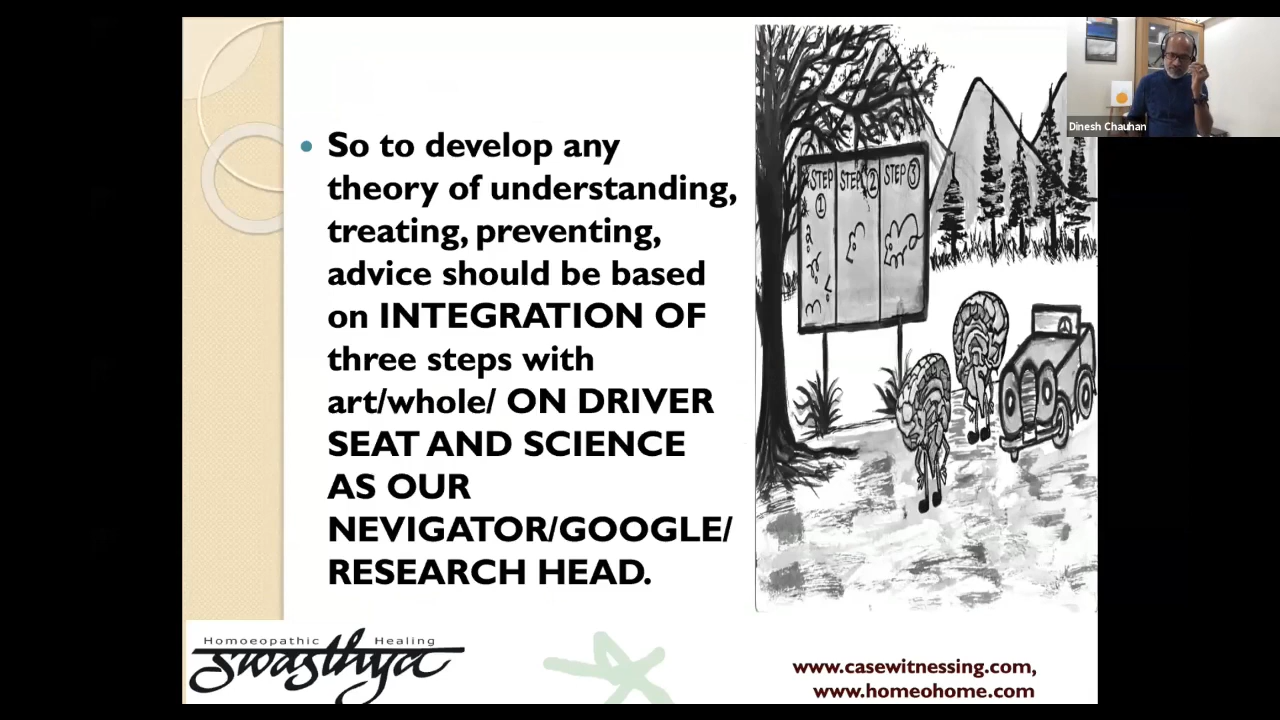 So to develop any
theory of understanding,
treating, preventing,
advice should be based
on INTEGRATION OF
three steps with
art/whole/ ON DRIVER
SEAT AND SCIENCE
AS OUR
NEVIGATOR/GOOGLE/
RESEARCH HEAD.
STEP 1
STEP 2
STEP 3
Dinesh Chauhan
Homoeopathic Healing
swasthya
www.casewitnessing.com,
www.homeohome.com